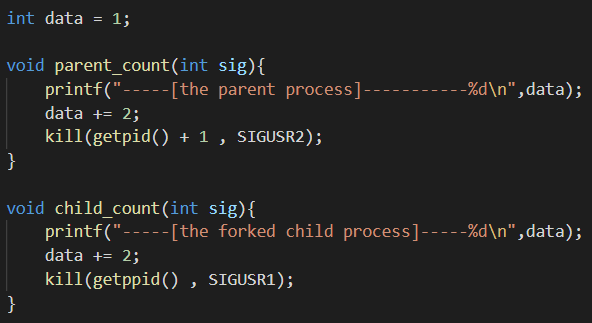 int data = 1;
void parent_count(int sig){
printf("-----[the parent process]-----------%d\n",data);
data += 2;
kill(getpid() + 1 , SIGUSR2);
}
void child_count(int sig){
printf("-----[the forked child process]-----%d\n",data);
data += 2;
kill(getppid() , SIGUSR1);
}